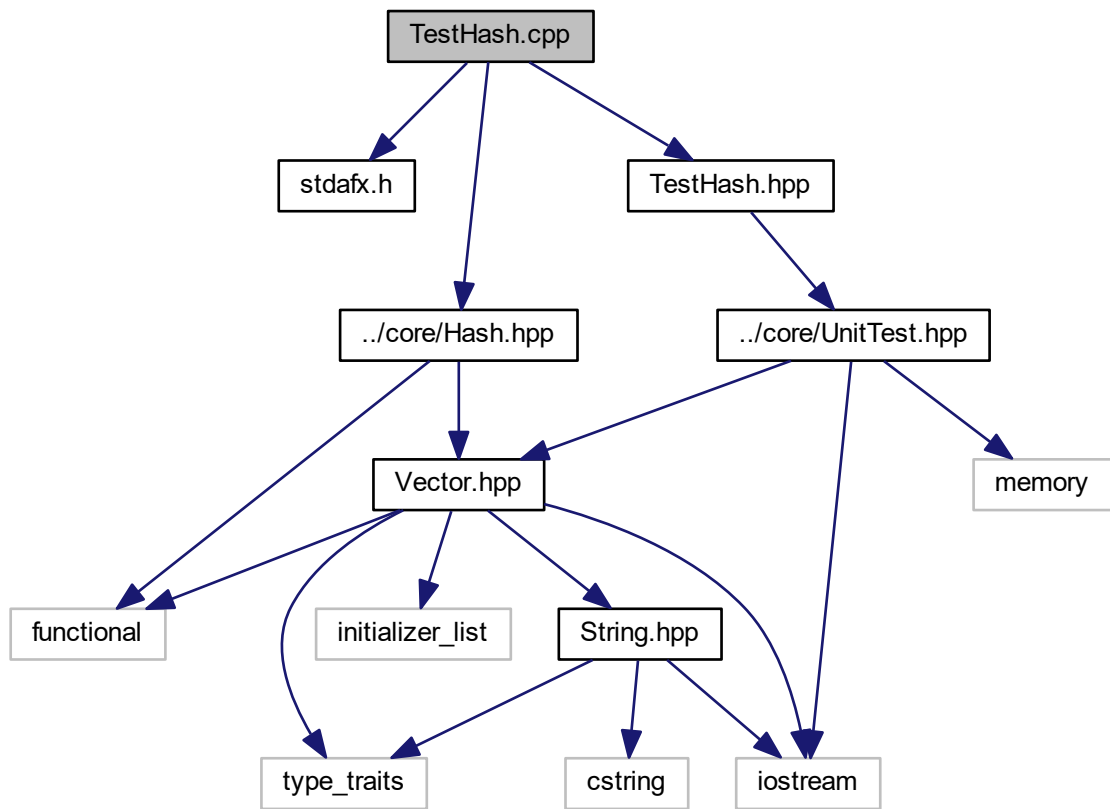 TestHash.cpp
stdafx.h
TestHash.hpp
../core/Hash.hpp
../core/UnitTest.hpp
Vector.hpp
memory
functional
initializer_list
String.hpp
type_traits
cstring
iostream